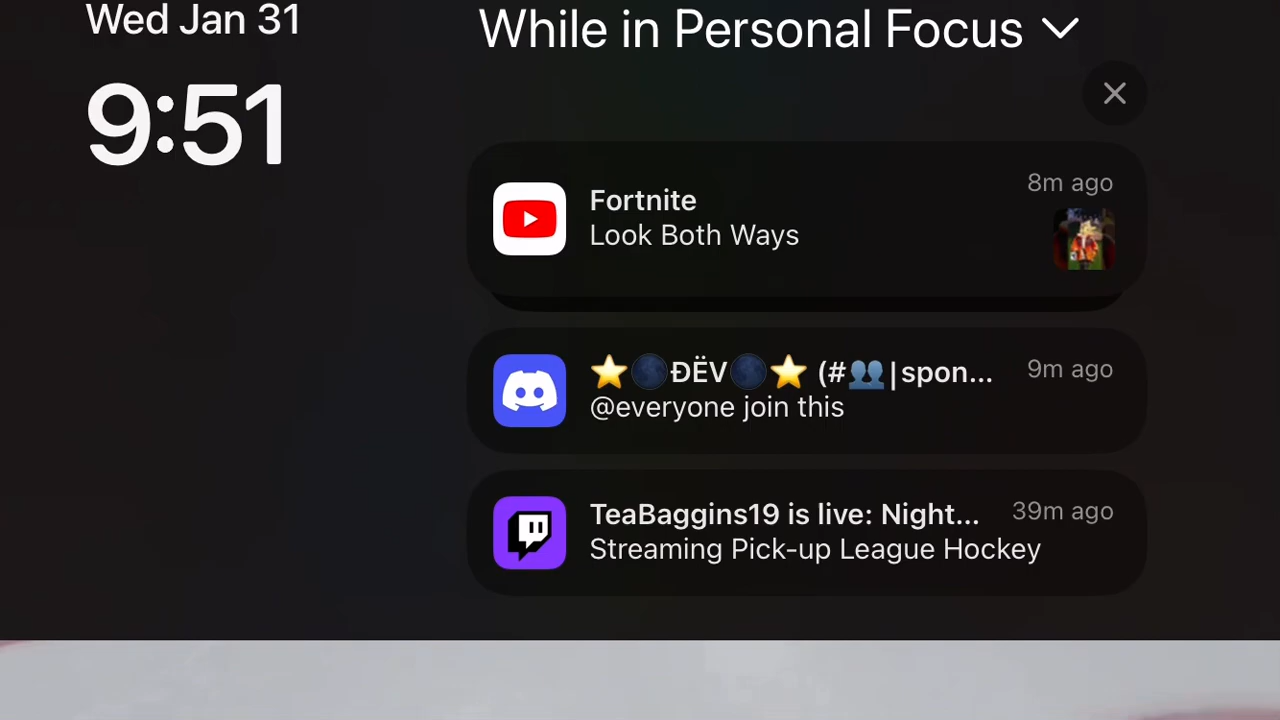 Wed Jan 31
9:51
While in Personal Focus
Fortnite
8m ago
Look Both Ways
⭐🌑ĐËV🌑⭐ (#👥|spon...
9m ago
@everyone join this
TeaBaggins19 is live: Night...
39m ago
Streaming Pick-up League Hockey